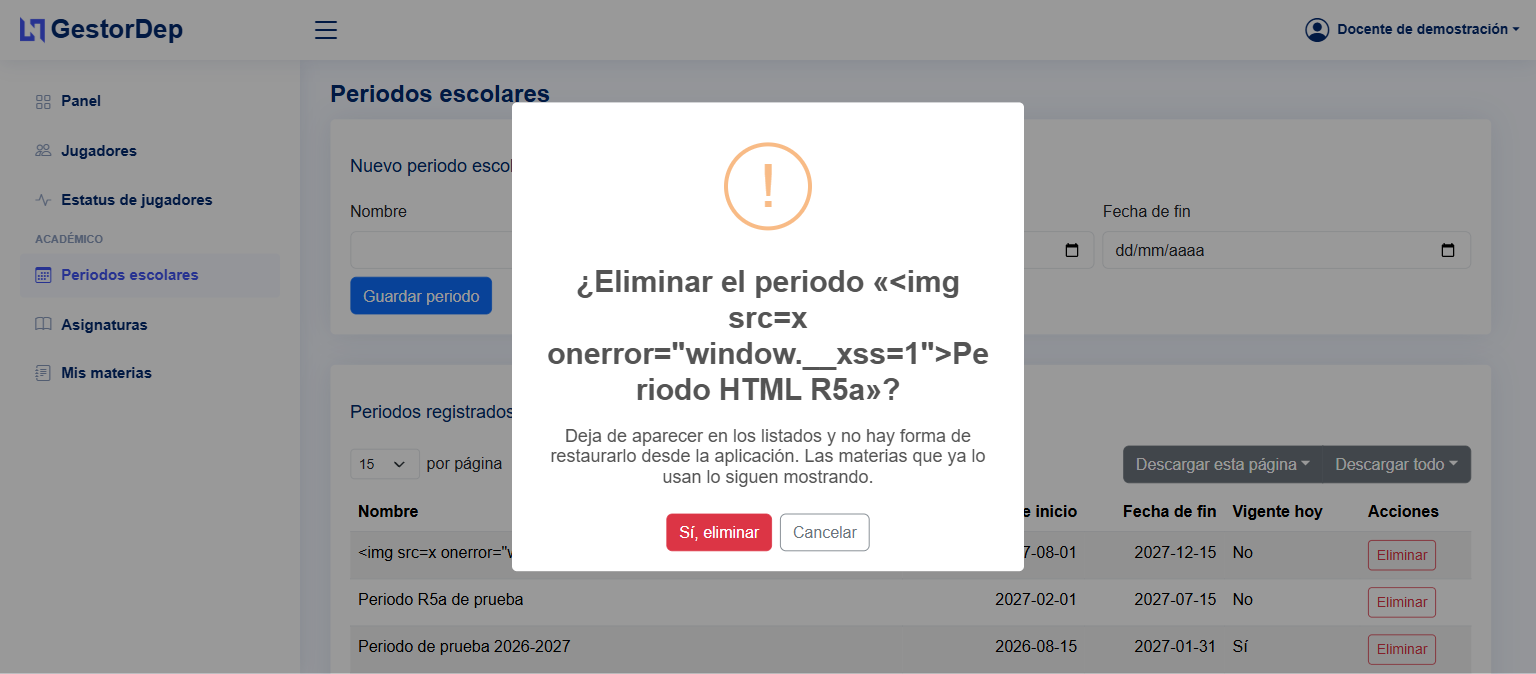 GestorDep
Docente de demostración
Panel
Jugadores
Estatus de jugadores
ACADÉMICO
Periodos escolares
Asignaturas
Mis materias
Periodos escolares
Nuevo periodo escol
Nombre
Fecha de fin
dd/mm/aaaa
Guardar periodo
!
¿Eliminar el periodo «<img
src=x
onerror="window.__xss=1">Pe
riodo HTML R5a»?
Deja de aparecer en los listados y no hay forma de
restaurarlo desde la aplicación. Las materias que ya lo
usan lo siguen mostrando.
Sí, eliminar
Cancelar
Periodos registrados
15 por página
Descargar esta página
Descargar todo
Nombre e inicio Fecha de fin Vigente hoy Acciones
<img src=x onerror="w 7-08-01 2027-12-15 No Eliminar
Periodo R5a de prueba 2027-02-01 2027-07-15 No Eliminar
Periodo de prueba 2026-2027 2026-08-15 2027-01-31 Sí Eliminar